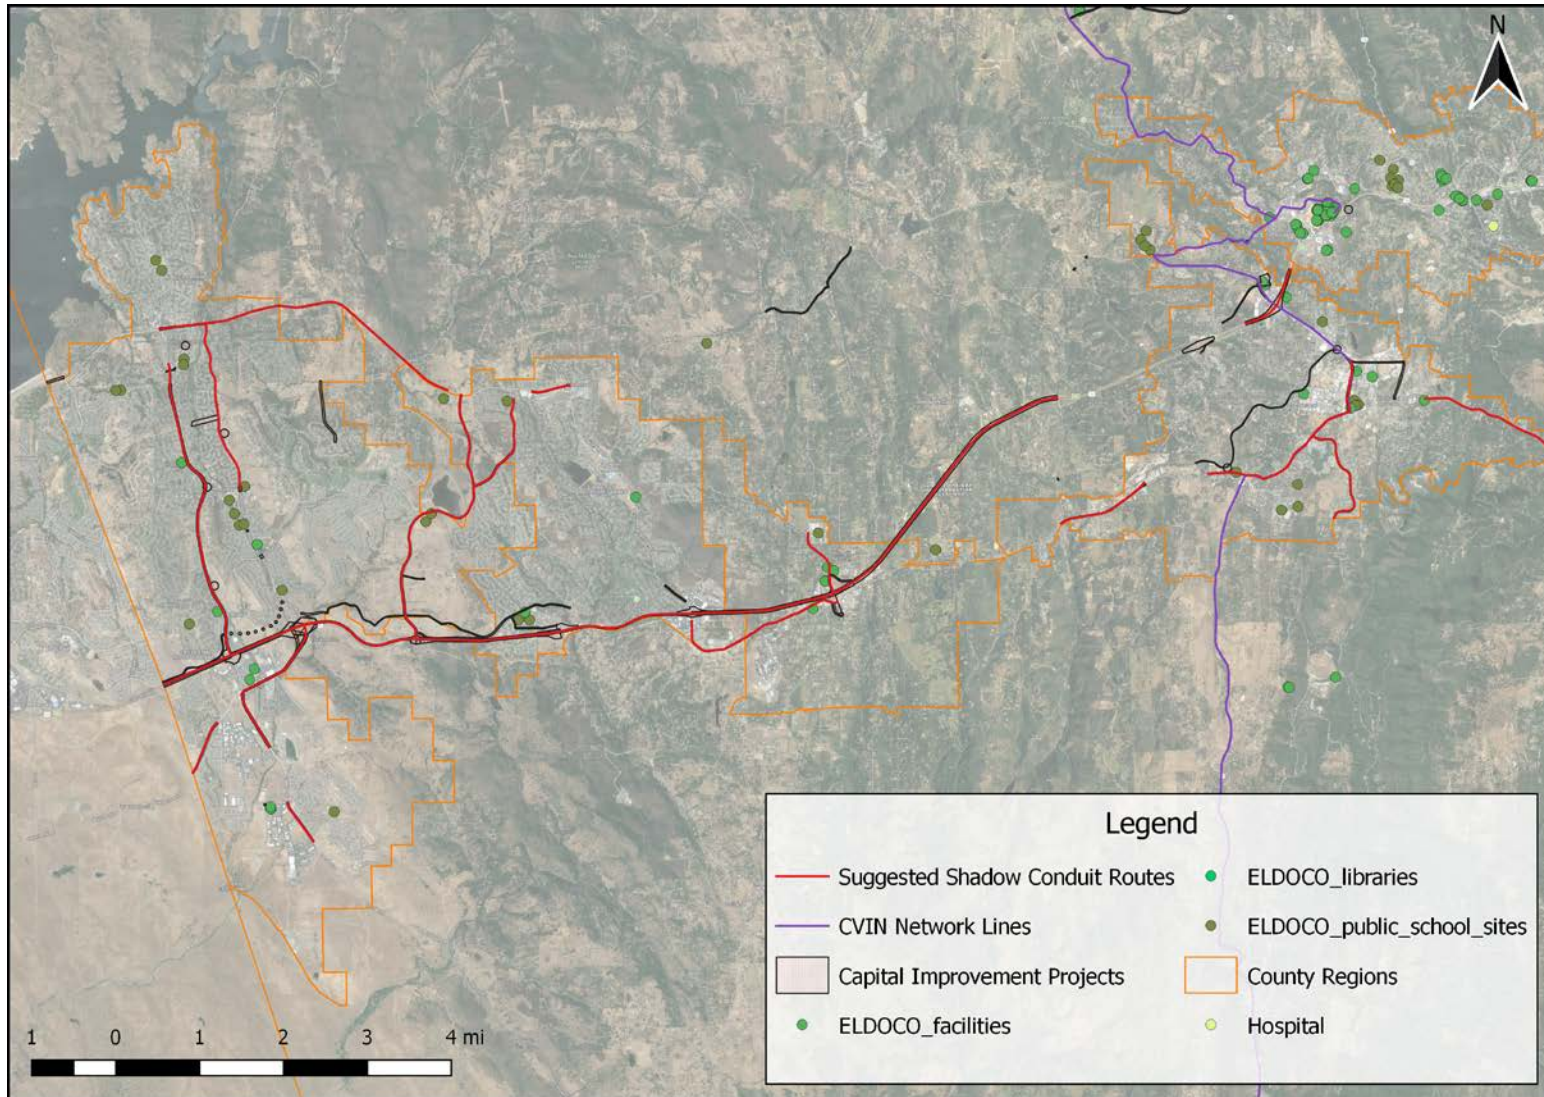 N
Legend
Suggested Shadow Conduit Routes
ELDOCO_libraries
CVIN Network Lines
ELDOCO_public_school_sites
Capital Improvement Projects
County Regions
ELDOCO_facilities
Hospital
1 0 1 2 3 4 mi